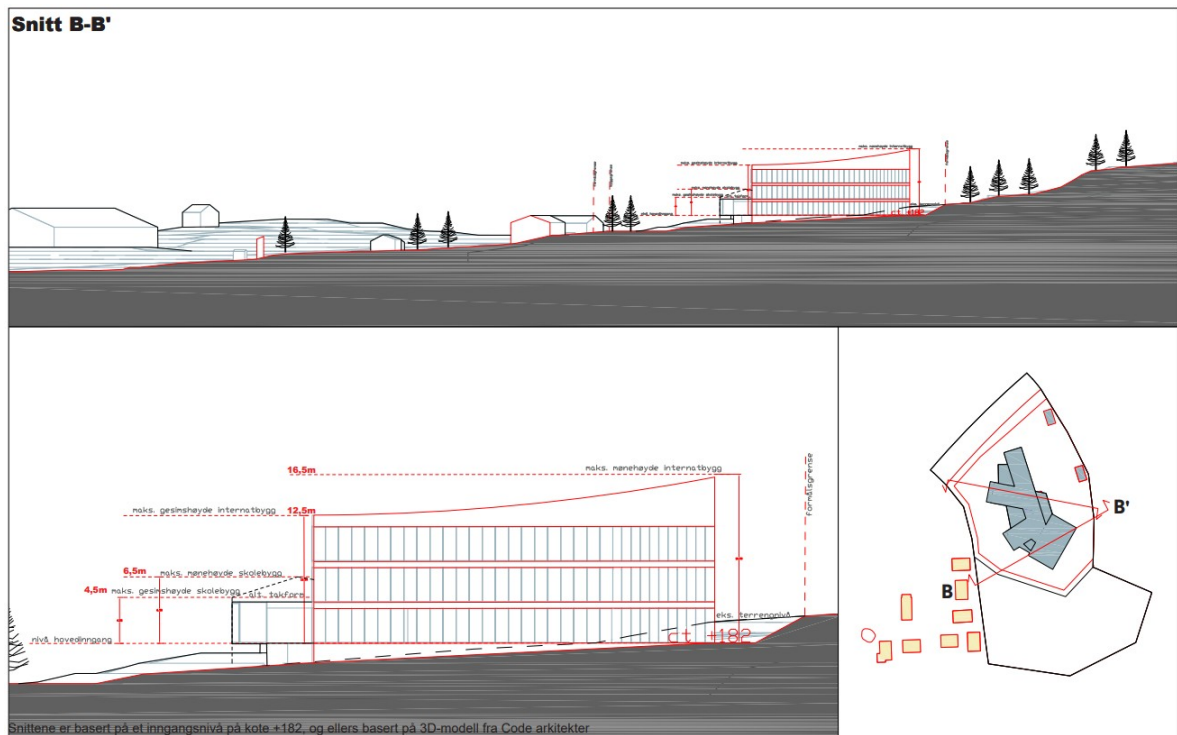 Snitt B-B'
16,5m
maks. mønehøyde internatbygg
formålsgrense
maks. gesimshøyde internatbygg
12,5m
6,5m
maks. mønehøyde skolebygg
4,5m
maks. gesimshøyde skolebygg
alt. takform
eks. terrengnivå
nivå hovedinngang
ct +182
B'
B
Snittene er basert på et inngangsnivå på kote +182, og ellers basert på 3D-modell fra Code arkitekter